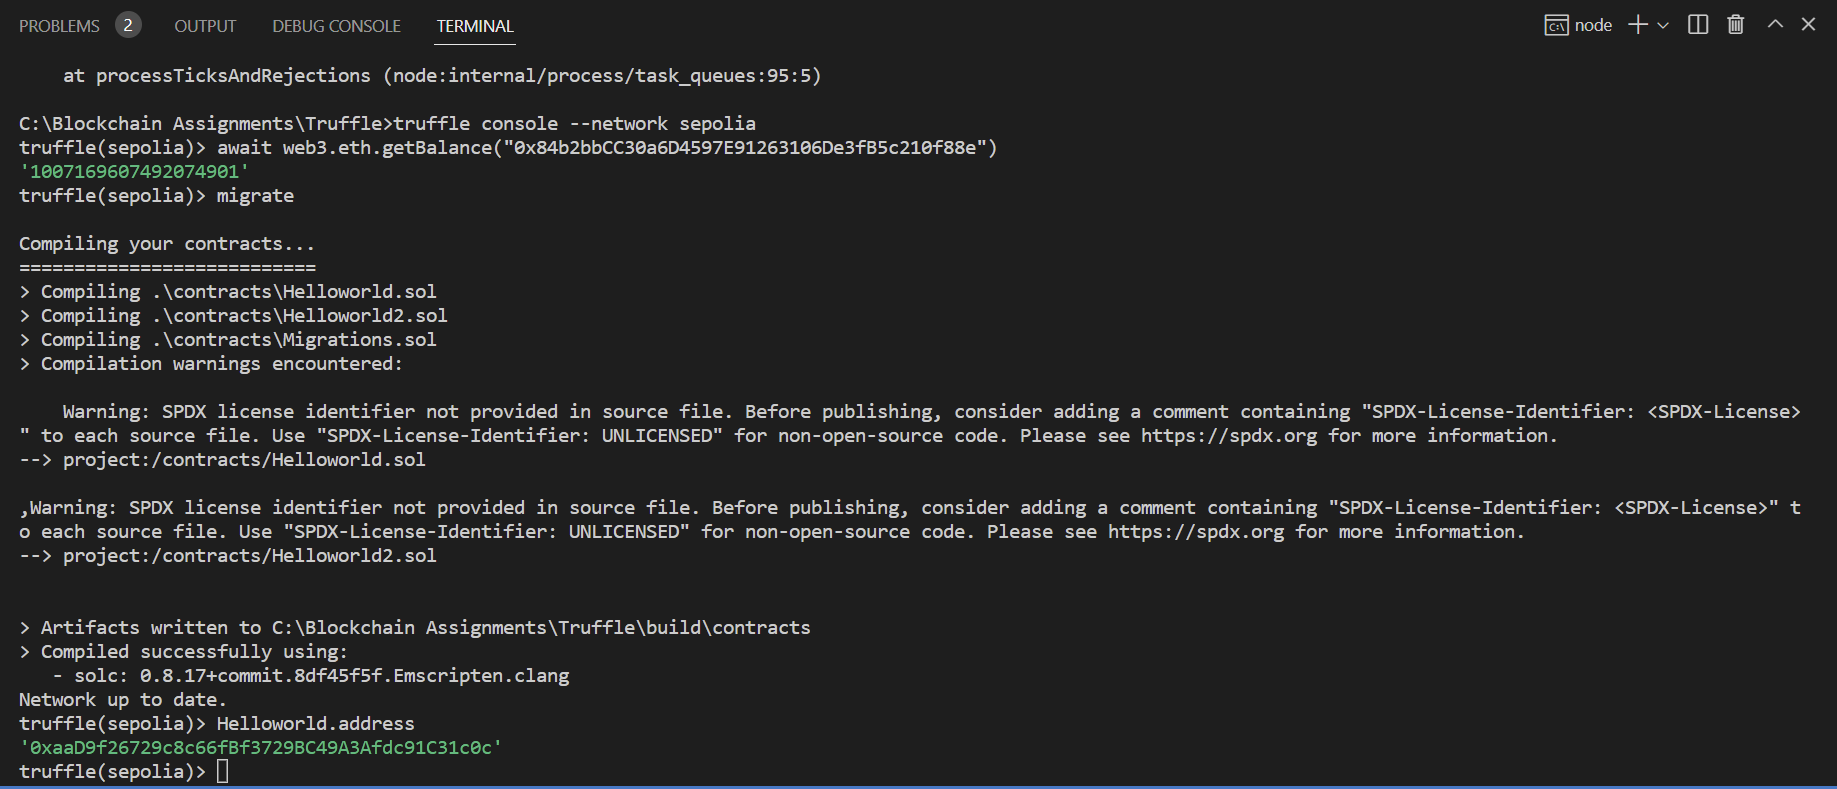 PROBLEMS 2 OUTPUT DEBUG CONSOLE TERMINAL node
at processTicksAndRejections (node:internal/process/task_queues:95:5)
C:\Blockchain Assignments\Truffle>truffle console --network sepolia
truffle(sepolia)> await web3.eth.getBalance("0x84b2bbCC30a6D4597E91263106De3fB5c210f88e")
'1007169607492074901'
truffle(sepolia)> migrate
Compiling your contracts...
===========================
> Compiling .\contracts\Helloworld.sol
> Compiling .\contracts\Helloworld2.sol
> Compiling .\contracts\Migrations.sol
> Compilation warnings encountered:
Warning: SPDX license identifier not provided in source file. Before publishing, consider adding a comment containing "SPDX-License-Identifier: <SPDX-License>
" to each source file. Use "SPDX-License-Identifier: UNLICENSED" for non-open-source code. Please see https://spdx.org for more information.
--> project:/contracts/Helloworld.sol
,Warning: SPDX license identifier not provided in source file. Before publishing, consider adding a comment containing "SPDX-License-Identifier: <SPDX-License>" t
o each source file. Use "SPDX-License-Identifier: UNLICENSED" for non-open-source code. Please see https://spdx.org for more information.
--> project:/contracts/Helloworld2.sol
> Artifacts written to C:\Blockchain Assignments\Truffle\build\contracts
> Compiled successfully using:
- solc: 0.8.17+commit.8df45f5f.Emscripten.clang
Network up to date.
truffle(sepolia)> Helloworld.address
'0xaaD9f26729c8c66fBf3729BC49A3Afdc91C31c0c'
truffle(sepolia)>